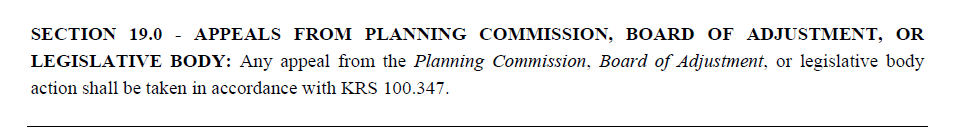 SECTION 19.0 - APPEALS FROM PLANNING COMMISSION, BOARD OF ADJUSTMENT, OR
LEGISLATIVE BODY: Any appeal from the Planning Commission, Board of Adjustment, or legislative body
action shall be taken in accordance with KRS 100.347.